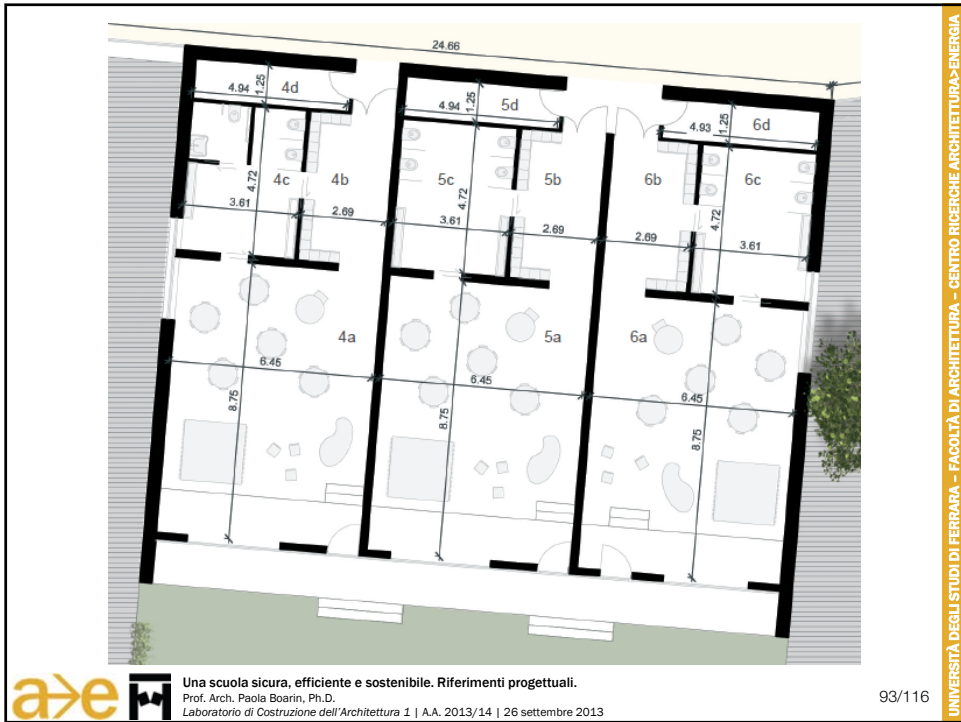 24.66
4.94
1.25
4d
4.94
1.25
5d
4.93
1.25
6d
4c
4b
5c
5b
6b
6c
4.72
4.72
4.72
3.61
2.69
3.61
2.69
2.69
3.61
4a
5a
6a
6.45
6.45
6.45
8.75
8.75
8.75
a>e
Una scuola sicura, efficiente e sostenibile. Riferimenti progettuali.
Prof. Arch. Paola Boarin, Ph.D.
Laboratorio di Costruzione dell'Architettura 1 | A.A. 2013/14 | 26 settembre 2013
93/116
UNIVERSITÀ DEGLI STUDI DI FERRARA – FACOLTÀ DI ARCHITETTURA – CENTRO RICERCHE ARCHITETTURA>ENERGIA